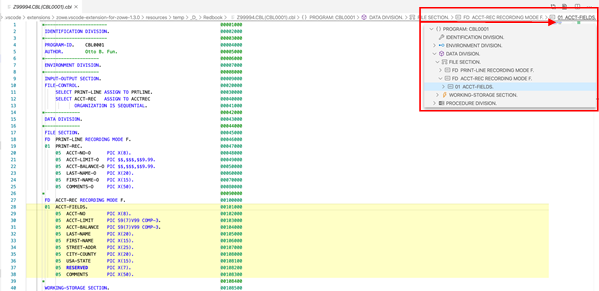 Z99994.CBL(CBL0001).cbl
.vscode › extensions › zowe.vscode-extension-for-zowe-1.3.0 › resources › temp › _D_ › Redbook › Z99994.CBL(CBL0001).cbl › PROGRAM: CBL0001 › DATA DIVISION. › FILE SECTION. › FD ACCT-REC RECORDING MODE F. › 01 ACCT-FIELDS.
PROGRAM: CBL0001
IDENTIFICATION DIVISION.
ENVIRONMENT DIVISION.
DATA DIVISION.
FILE SECTION.
FD PRINT-LINE RECORDING MODE F.
FD ACCT-REC RECORDING MODE F.
01 ACCT-FIELDS.
WORKING-STORAGE SECTION.
PROCEDURE DIVISION.
1 *----------------------- 00001000
2 IDENTIFICATION DIVISION. 00002000
3 *----------------------- 00003000
4 PROGRAM-ID. CBL0001 00004000
5 AUTHOR. Otto B. Fun. 00005000
6 *-------------------- 00006000
7 ENVIRONMENT DIVISION. 00007000
8 *-------------------- 00008000
9 INPUT-OUTPUT SECTION. 00010000
10 FILE-CONTROL. 00020000
11 SELECT PRINT-LINE ASSIGN TO PRTLINE. 00030000
12 SELECT ACCT-REC ASSIGN TO ACCTREC 00040000
13 ORGANIZATION IS SEQUENTIAL. 00041000
14 *------------- 00042000
15 DATA DIVISION. 00043000
16 *------------- 00044000
17 FILE SECTION. 00045000
18 FD PRINT-LINE RECORDING MODE F. 00046000
19 01 PRINT-REC. 00047000
20 05 ACCT-NO-O PIC X(8). 00048000
21 05 ACCT-LIMIT-O PIC $$,$$$,$$9.99. 00049000
22 05 ACCT-BALANCE-O PIC $$,$$$,$$9.99. 00050000
23 05 LAST-NAME-O PIC X(20). 00060000
24 05 FIRST-NAME-O PIC X(15). 00070000
25 05 COMMENTS-O PIC X(50). 00080000
26 * 00090000
27 FD ACCT-REC RECORDING MODE F. 00100000
28 01 ACCT-FIELDS. 00101000
29 05 ACCT-NO PIC X(8). 00102000
30 05 ACCT-LIMIT PIC S9(7)V99 COMP-3. 00103000
31 05 ACCT-BALANCE PIC S9(7)V99 COMP-3. 00104000
32 05 LAST-NAME PIC X(20). 00105000
33 05 FIRST-NAME PIC X(15). 00106000
34 05 STREET-ADDR PIC X(25). 00107000
35 05 CITY-COUNTY PIC X(20). 00108000
36 05 USA-STATE PIC X(15). 00108100
37 05 RESERVED PIC X(7). 00108200
38 05 COMMENTS PIC X(50). 00108300
39 * 00108400
40 WORKING-STORAGE SECTION. 00108500